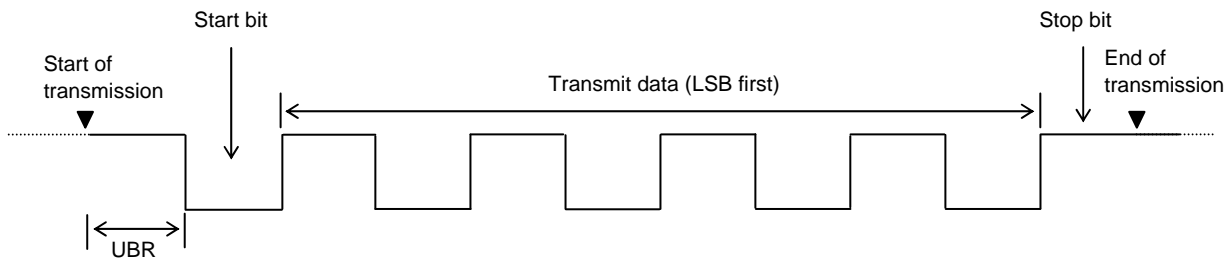 Start bit
Stop bit
Start of
transmission
Transmit data (LSB first)
End of
transmission
UBR